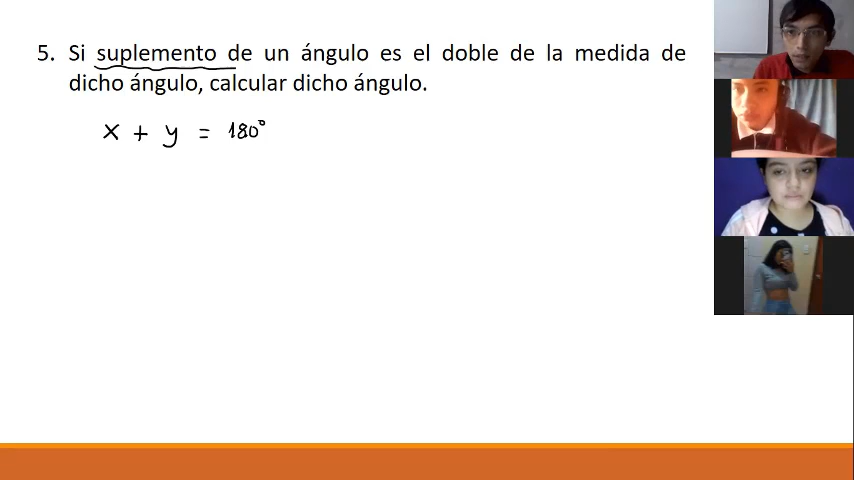 5. Si suplemento de un ángulo es el doble de la medida de
dicho ángulo, calcular dicho ángulo.
x + y = 180°